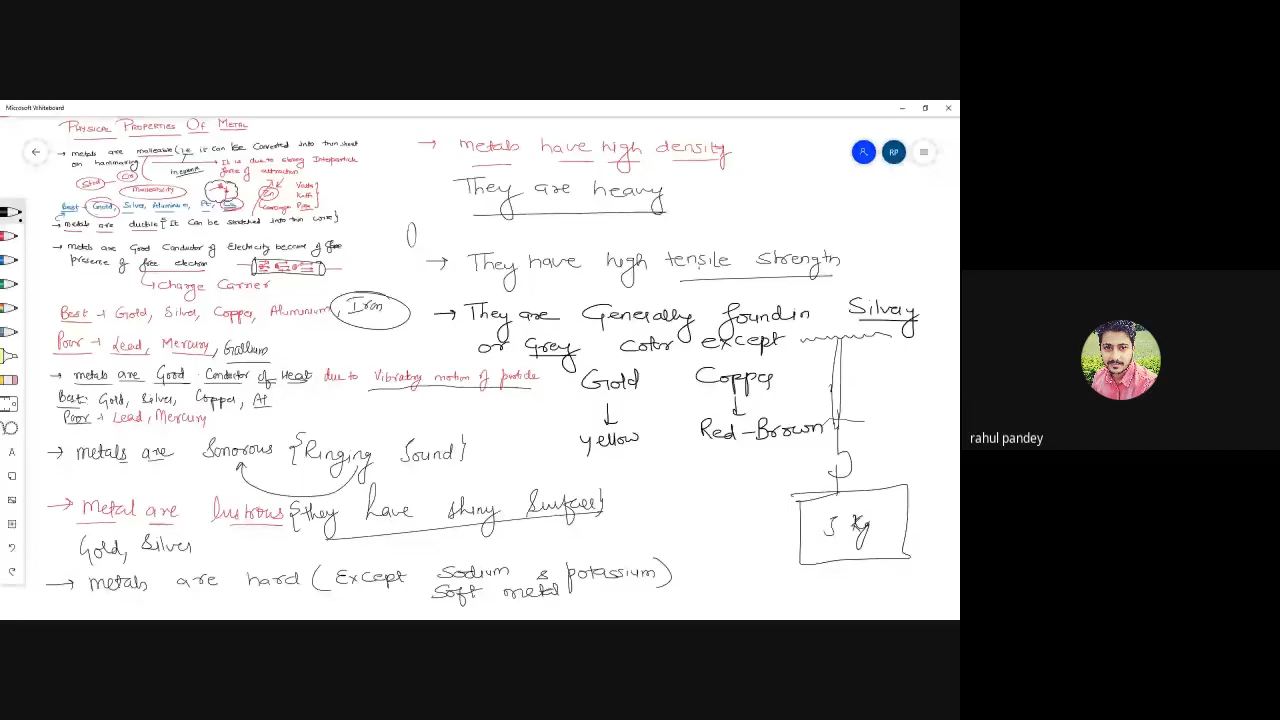 Microsoft Whiteboard
PHYSICAL PROPERTIES OF METAL
→ metals are malleable (i.e. it can be converted into thin sheet
on hammering
→ It is due to strong Interparticle
force of attraction
Malleability
Best - Gold, Silver, Aluminium, Pt,
→ metals are ductile { It can be stretched into thin wire }
→ metals are Good Conductor of Electricity because of free
presence of free electron
→ charge Carrier
Best → Gold, Silver, Copper, Aluminium, Iron
Poor → Lead, Mercury, Gallium
→ metals are Good Conductor of Heat due to Vibratory motion of particle
Best: Gold, Silver, Copper, Al
Poor → Lead, Mercury
→ metals are Sonorous { Ringing Sound }
→ Metal are lustrous { they have shiny Surface }
Gold, Silver
→ metals are hard ( Except Sodium & potassium )
Soft metal
→ metals have high density
They are heavy
→ They have high tensile strength
→ They are Generally found in Silvery
or Grey color except
Gold Copper
yellow Red-Brown
5 Kg
RP
rahul pandey